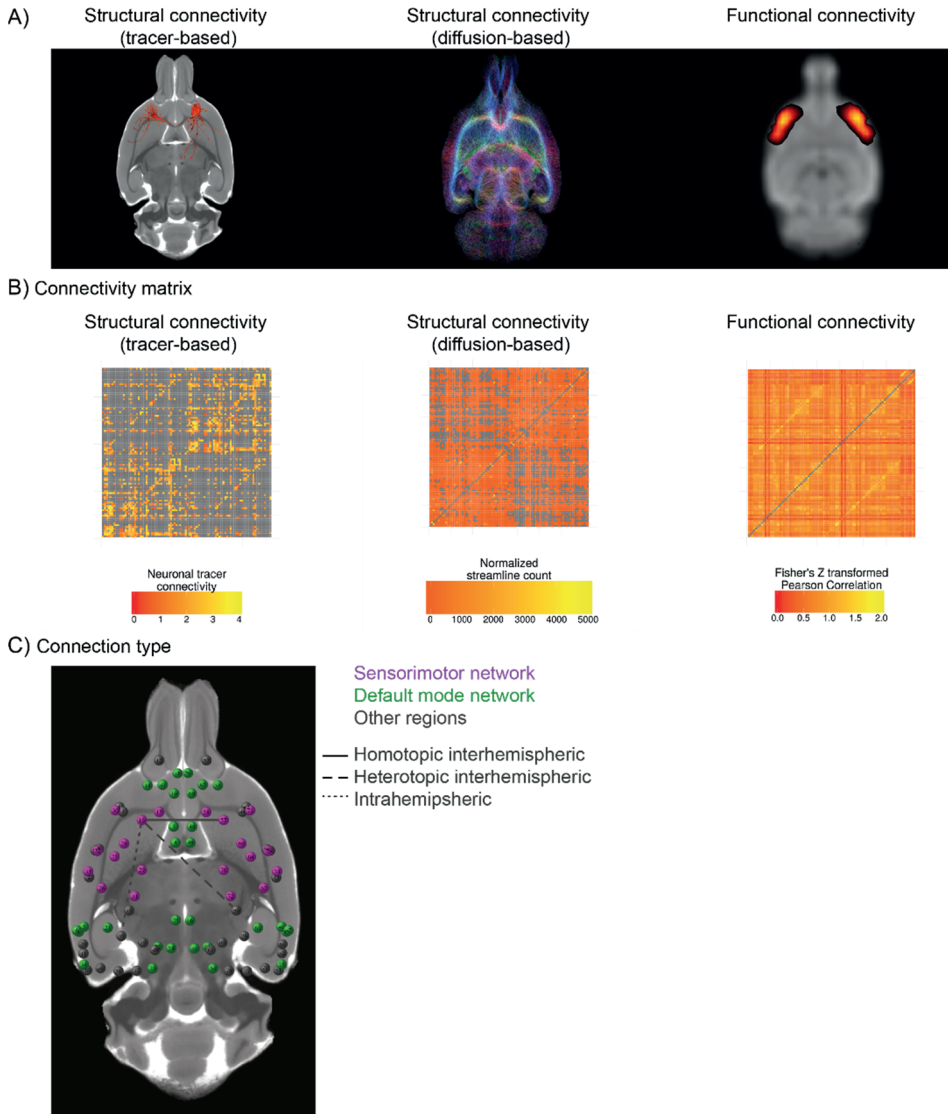 A)
Structural connectivity
(tracer-based)
Structural connectivity
(diffusion-based)
Functional connectivity
B) Connectivity matrix
Structural connectivity
(tracer-based)
Structural connectivity
(diffusion-based)
Functional connectivity
Neuronal tracer
connectivity
0 1 2 3 4
Normalized
streamline count
0 1000 2000 3000 4000 5000
Fisher's Z transformed
Pearson Correlation
0.0 0.5 1.0 1.5 2.0
C) Connection type
Sensorimotor network
Default mode network
Other regions
Homotopic interhemispheric
Heterotopic interhemispheric
Intrahemipsheric